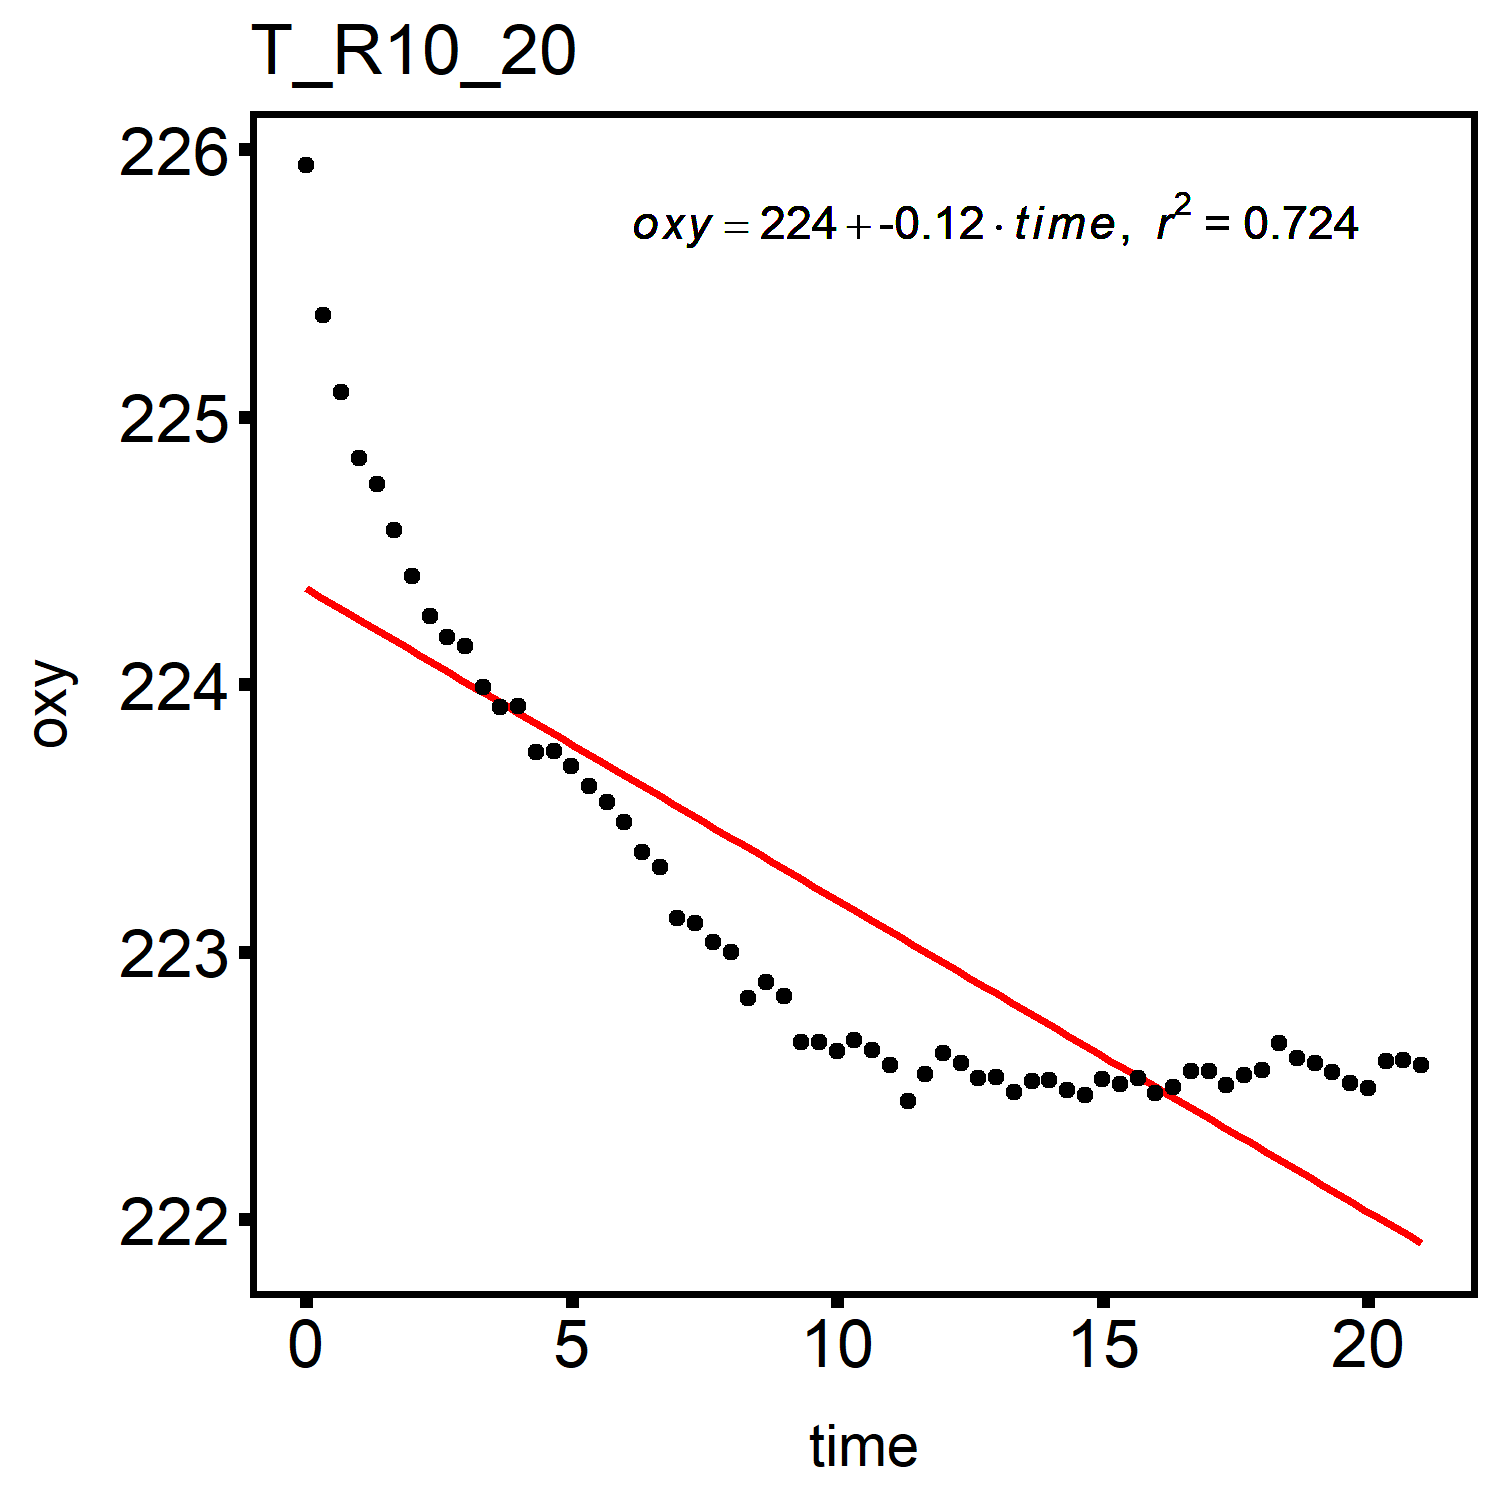 T_R10_20
226
oxy = 224 + -0.12 · time, r² = 0.724
225
224
223
222
oxy
0 5 10 15 20
time